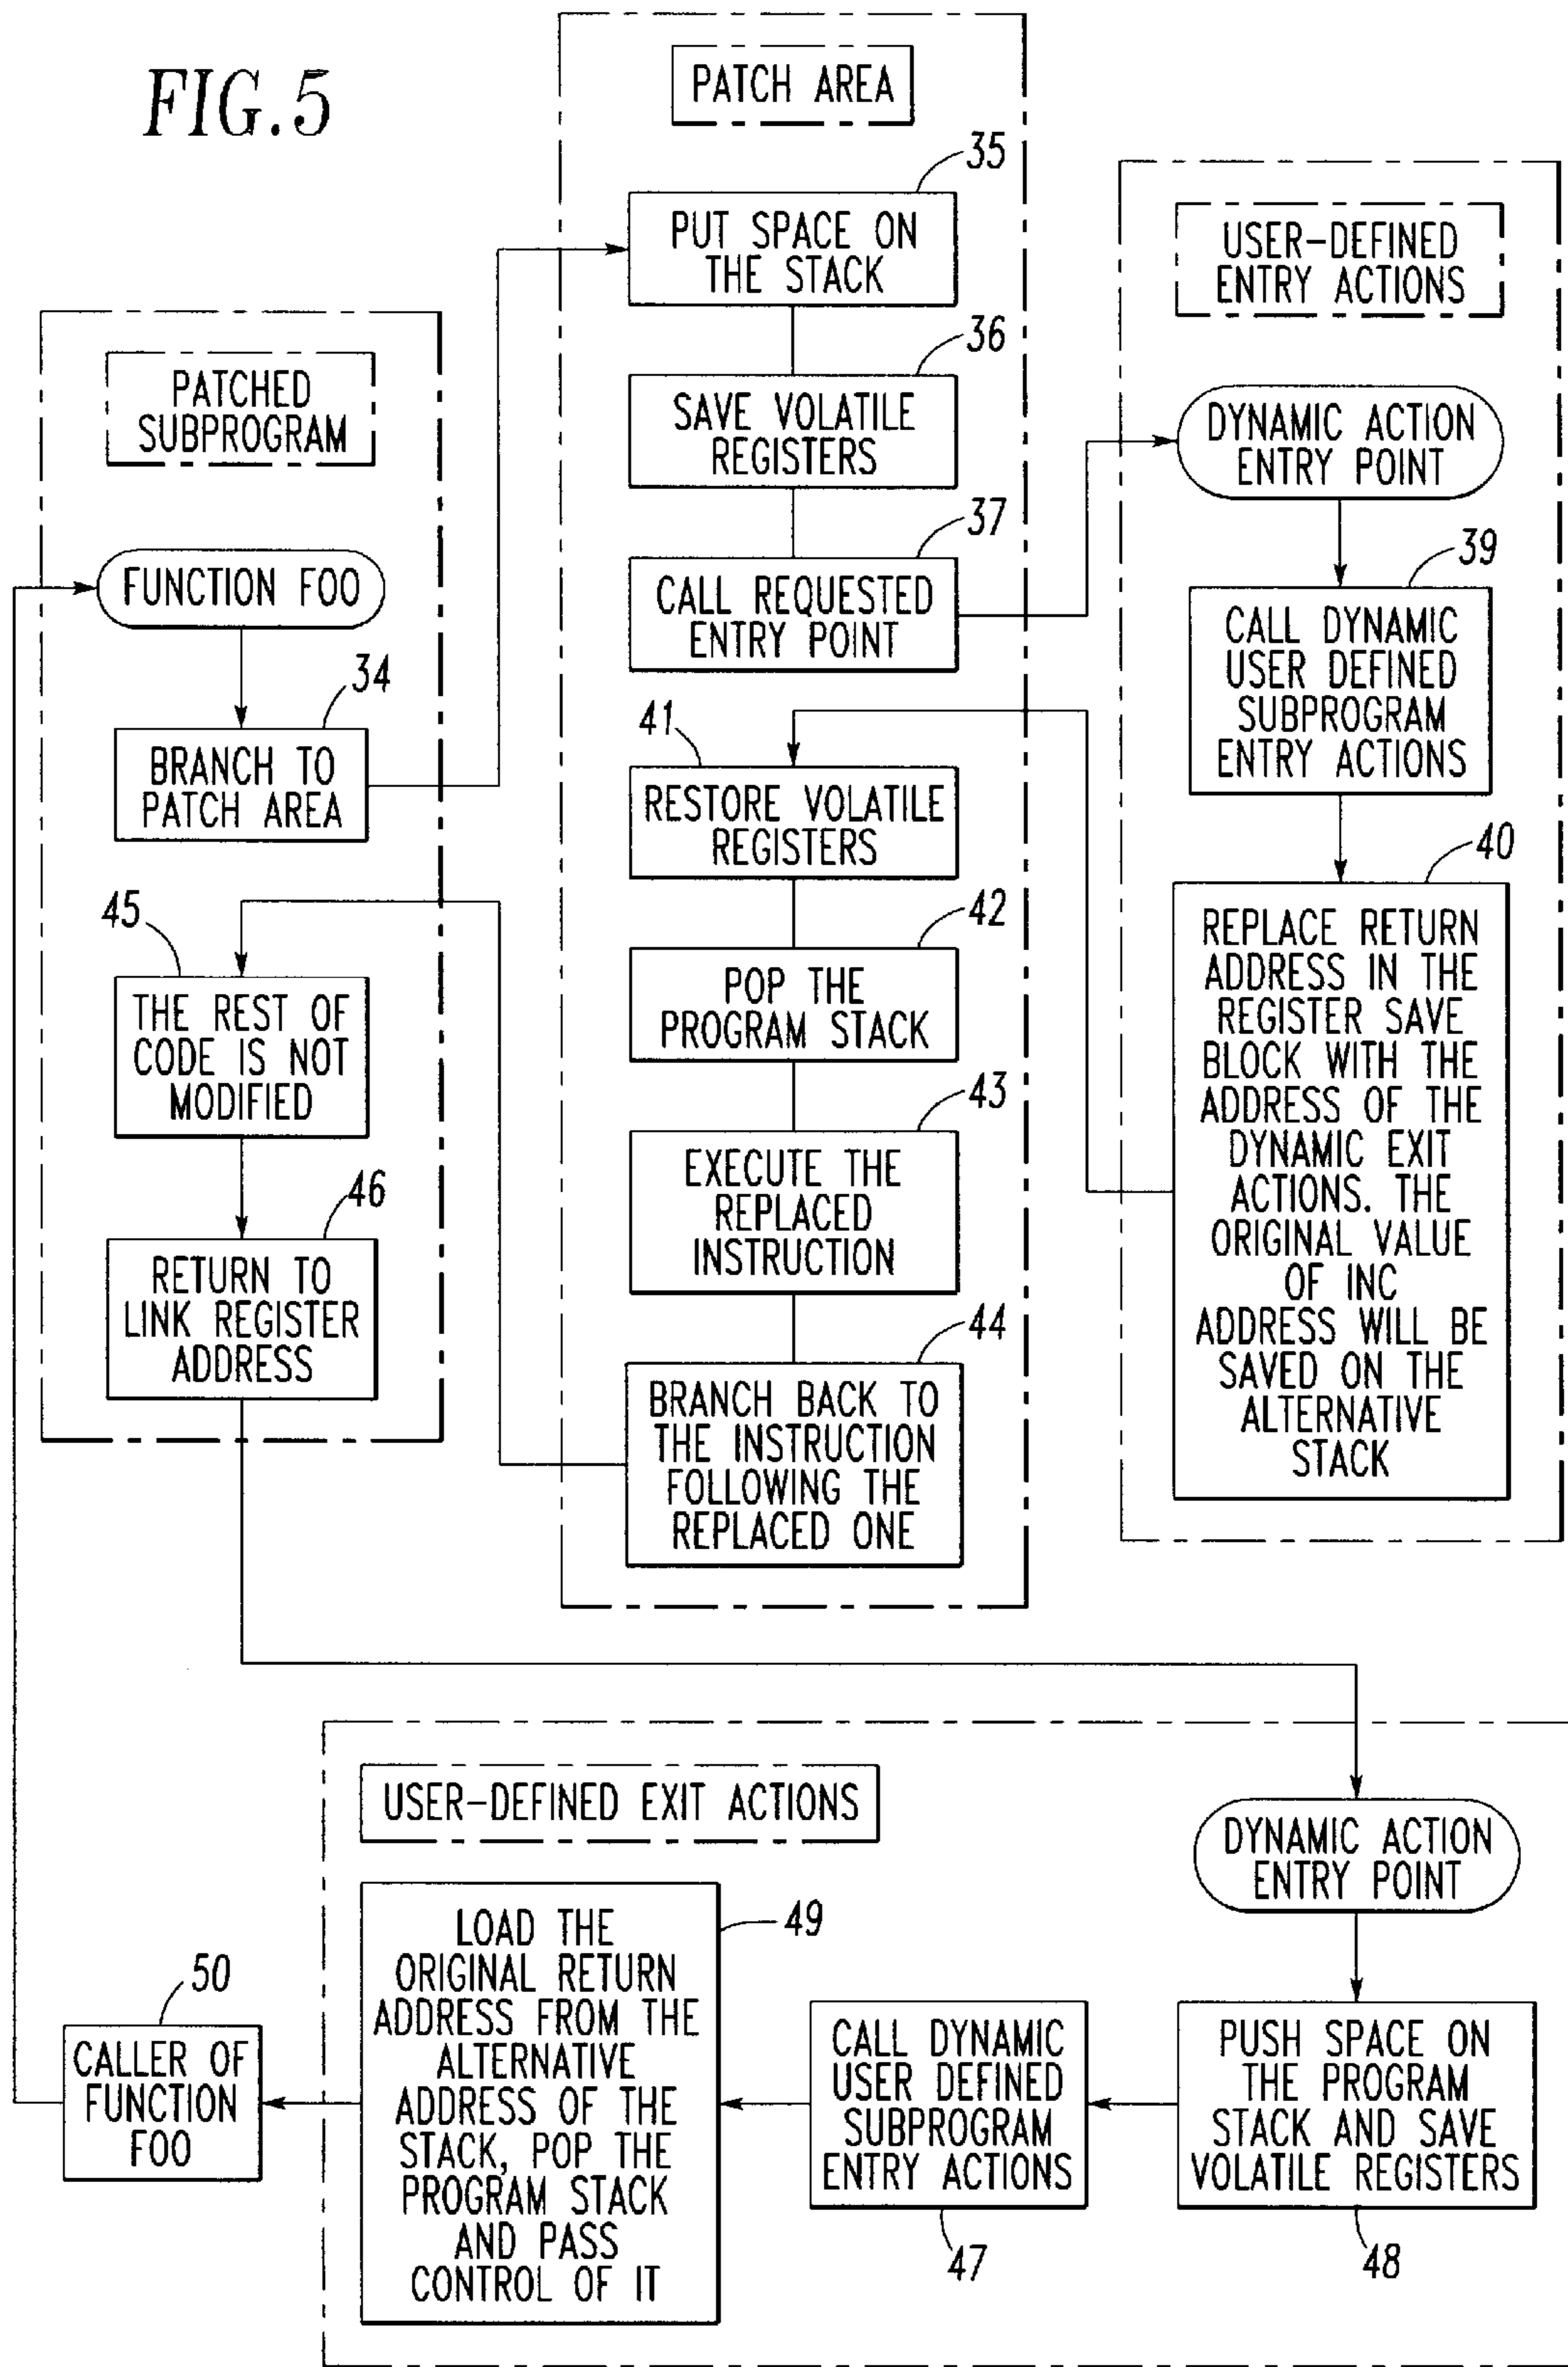 FIG. 5
PATCHED
SUBPROGRAM
FUNCTION FOO
34
BRANCH TO
PATCH AREA
45
THE REST OF
CODE IS NOT
MODIFIED
46
RETURN TO
LINK REGISTER
ADDRESS
PATCH AREA
35
PUT SPACE ON
THE STACK
36
SAVE VOLATILE
REGISTERS
37
CALL REQUESTED
ENTRY POINT
41
RESTORE VOLATILE
REGISTERS
42
POP THE
PROGRAM STACK
43
EXECUTE THE
REPLACED
INSTRUCTION
44
BRANCH BACK TO
THE INSTRUCTION
FOLLOWING THE
REPLACED ONE
USER-DEFINED
ENTRY ACTIONS
DYNAMIC ACTION
ENTRY POINT
39
CALL DYNAMIC
USER DEFINED
SUBPROGRAM
ENTRY ACTIONS
40
REPLACE RETURN
ADDRESS IN THE
REGISTER SAVE
BLOCK WITH THE
ADDRESS OF THE
DYNAMIC EXIT
ACTIONS. THE
ORIGINAL VALUE
OF INC
ADDRESS WILL BE
SAVED ON THE
ALTERNATIVE
STACK
USER-DEFINED EXIT ACTIONS
DYNAMIC ACTION
ENTRY POINT
PUSH SPACE ON
THE PROGRAM
STACK AND SAVE
VOLATILE REGISTERS
48
CALL DYNAMIC
USER DEFINED
SUBPROGRAM
ENTRY ACTIONS
47
49
LOAD THE
ORIGINAL RETURN
ADDRESS FROM THE
ALTERNATIVE
ADDRESS OF THE
STACK, POP THE
PROGRAM STACK
AND PASS
CONTROL OF IT
50
CALLER OF
FUNCTION
FOO